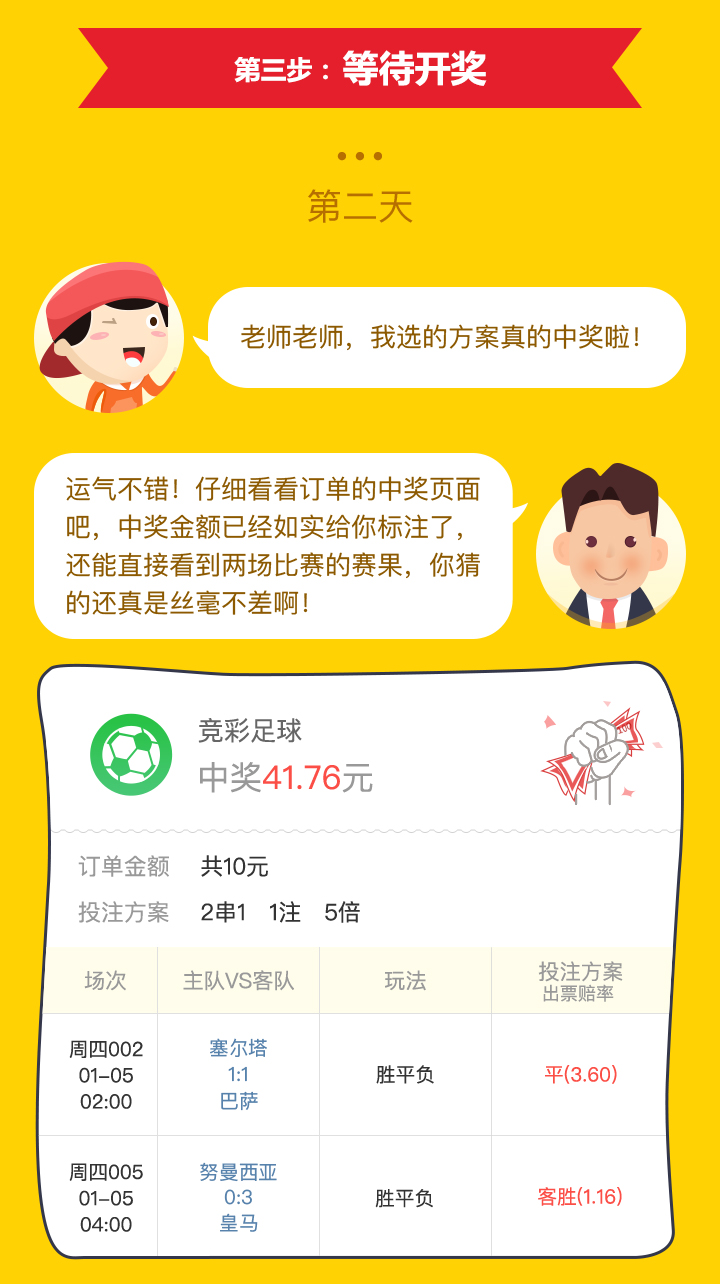 第三步：等待开奖
第二天
老师老师，我选的方案真的中奖啦！
运气不错！仔细看看订单的中奖页面
吧，中奖金额已经如实给你标注了，
还能直接看到两场比赛的赛果，你猜
的还真是丝毫不差啊！
竞彩足球
中奖41.76元
100
订单金额 共10元
投注方案 2串1 1注 5倍
场次 主队VS客队 玩法 投注方案
出票赔率
周四002
01-05
02:00
塞尔塔
1:1
巴萨
胜平负
平(3.60)
周四005
01-05
04:00
努曼西亚
0:3
皇马
胜平负
客胜(1.16)